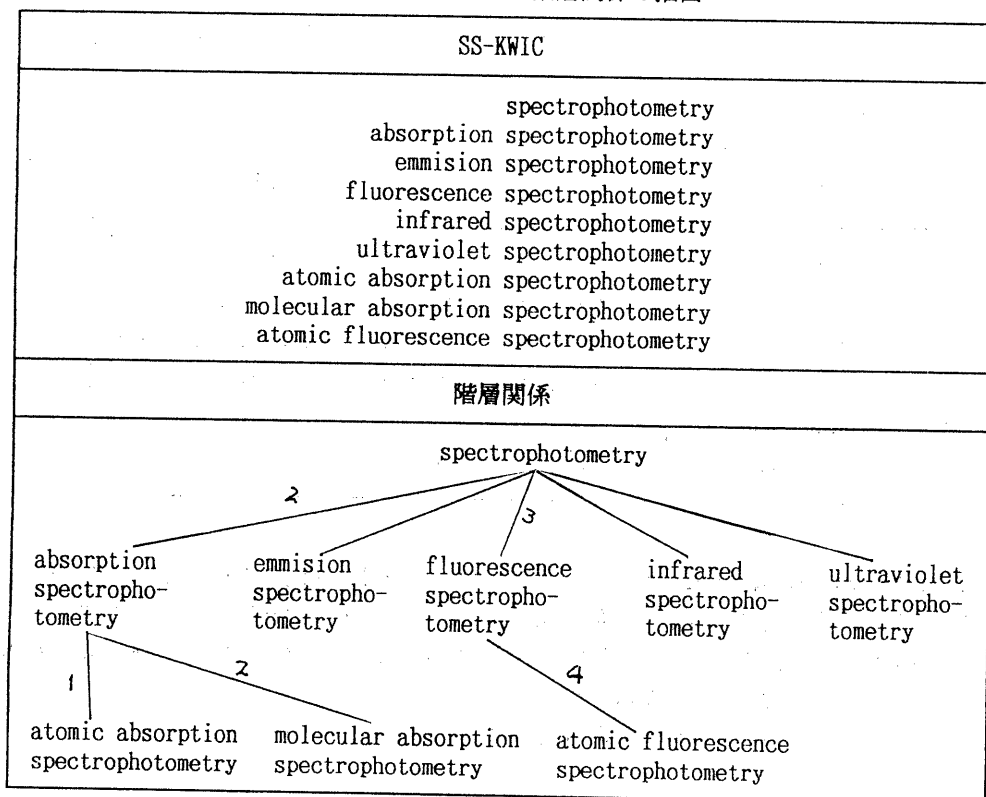 SS-KWIC
spectrophotometry
absorption spectrophotometry
emmision spectrophotometry
fluorescence spectrophotometry
infrared spectrophotometry
ultraviolet spectrophotometry
atomic absorption spectrophotometry
molecular absorption spectrophotometry
atomic fluorescence spectrophotometry
階層関係
spectrophotometry
2
3
absorption
spectropho-
tometry
emmision
spectropho-
tometry
fluorescence
spectropho-
tometry
infrared
spectropho-
tometry
ultraviolet
spectropho-
tometry
1
2
4
atomic absorption
spectrophotometry
molecular absorption
spectrophotometry
atomic fluorescence
spectrophotometry